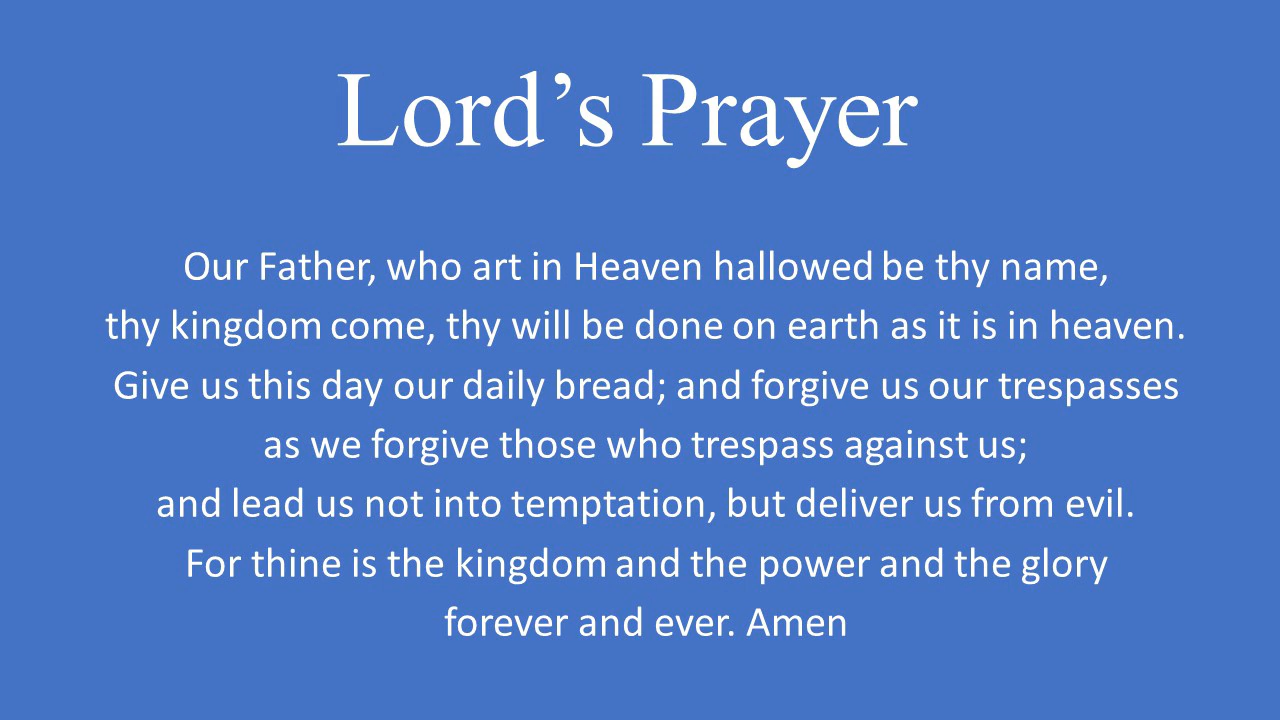 Lord’s Prayer
Our Father, who art in Heaven hallowed be thy name,
thy kingdom come, thy will be done on earth as it is in heaven.
Give us this day our daily bread; and forgive us our trespasses
as we forgive those who trespass against us;
and lead us not into temptation, but deliver us from evil.
For thine is the kingdom and the power and the glory
forever and ever. Amen